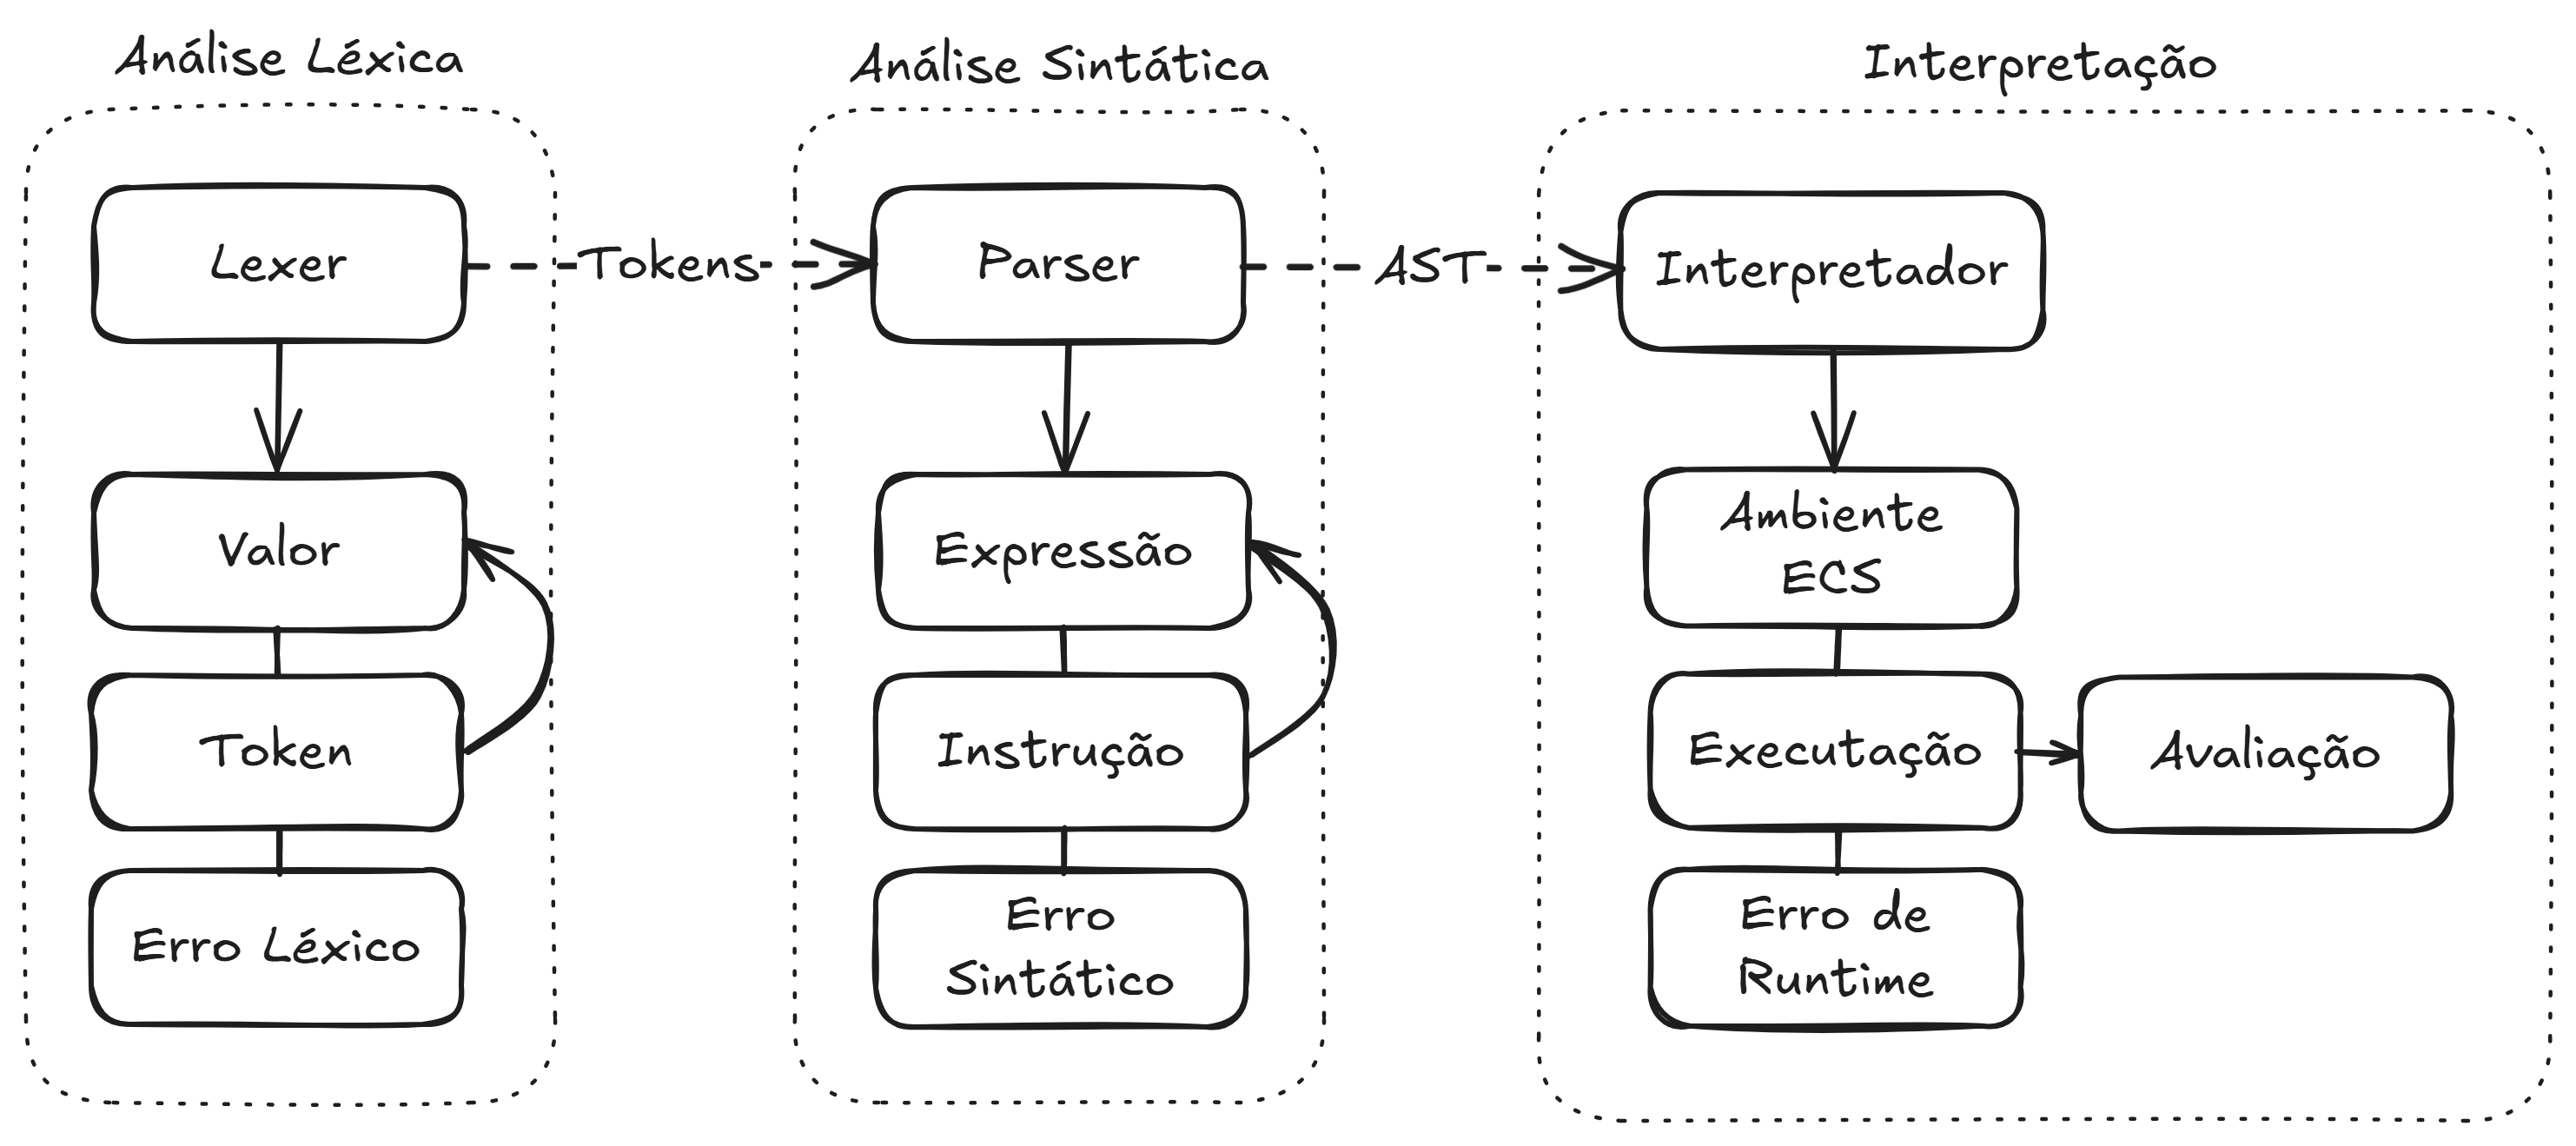 Análise Léxica
Lexer
Valor
Token
Erro Léxico
Tokens
Análise Sintática
Parser
Expressão
Instrução
Erro
Sintático
AST
Interpretação
Interpretador
Ambiente
ECS
Executação
Avaliação
Erro de
Runtime